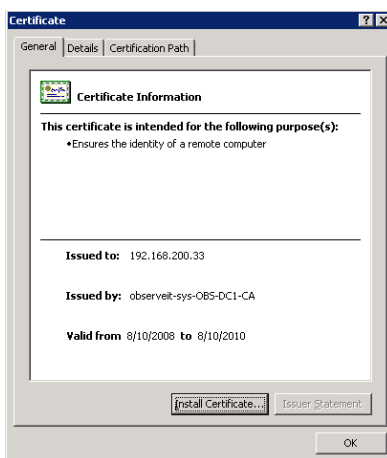 Certificate
General
Details
Certification Path
Certificate Information
This certificate is intended for the following purpose(s):
•Ensures the identity of a remote computer
Issued to: 192.168.200.33
Issued by: observeit-sys-OBS-DC1-CA
Valid from 8/10/2008 to 8/10/2010
Install Certificate...
Issuer Statement
OK